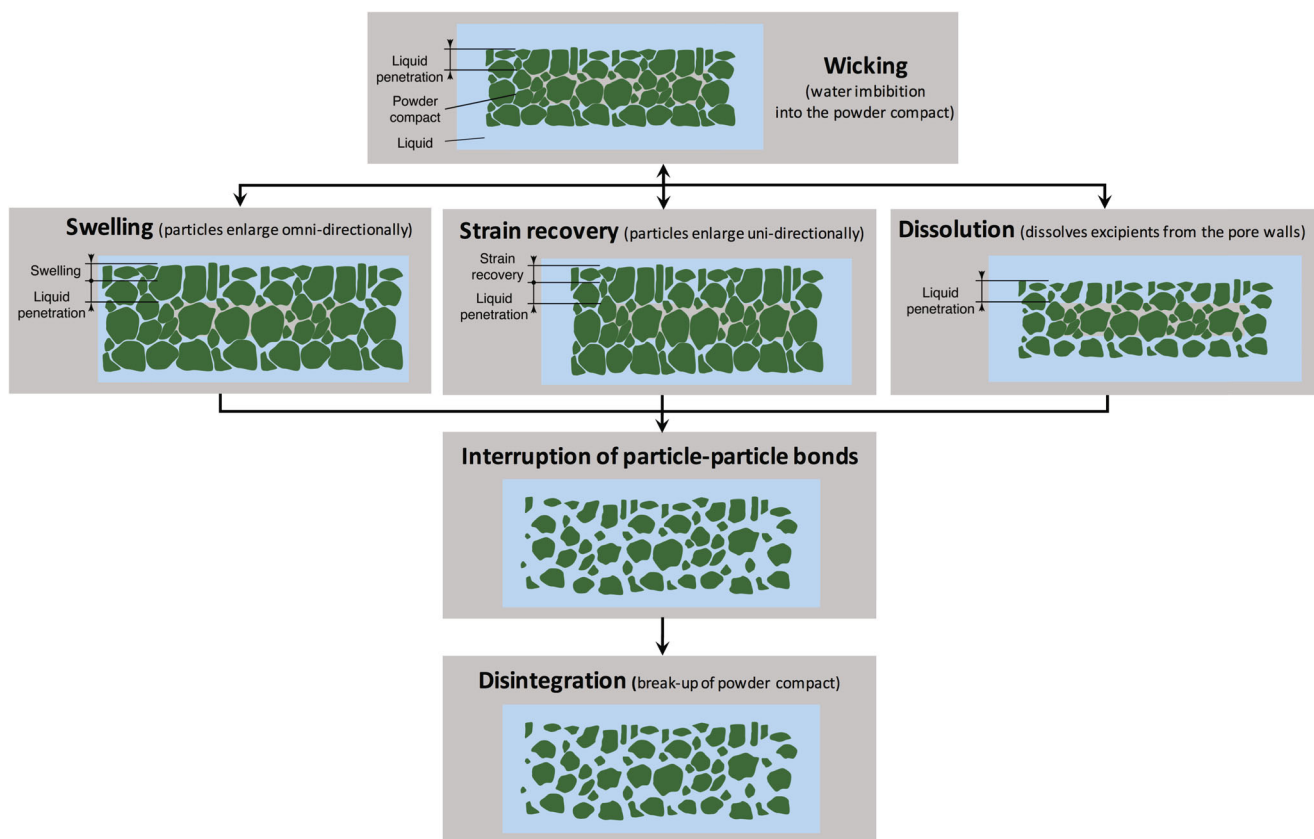 Liquid
penetration
Powder
compact
Liquid
Wicking
(water imbibition
into the powder compact)
Swelling (particles enlarge omni-directionally)
Swelling
Liquid
penetration
Strain recovery (particles enlarge uni-directionally)
Strain
recovery
Liquid
penetration
Dissolution (dissolves excipients from the pore walls)
Liquid
penetration
Interruption of particle-particle bonds
Disintegration (break-up of powder compact)